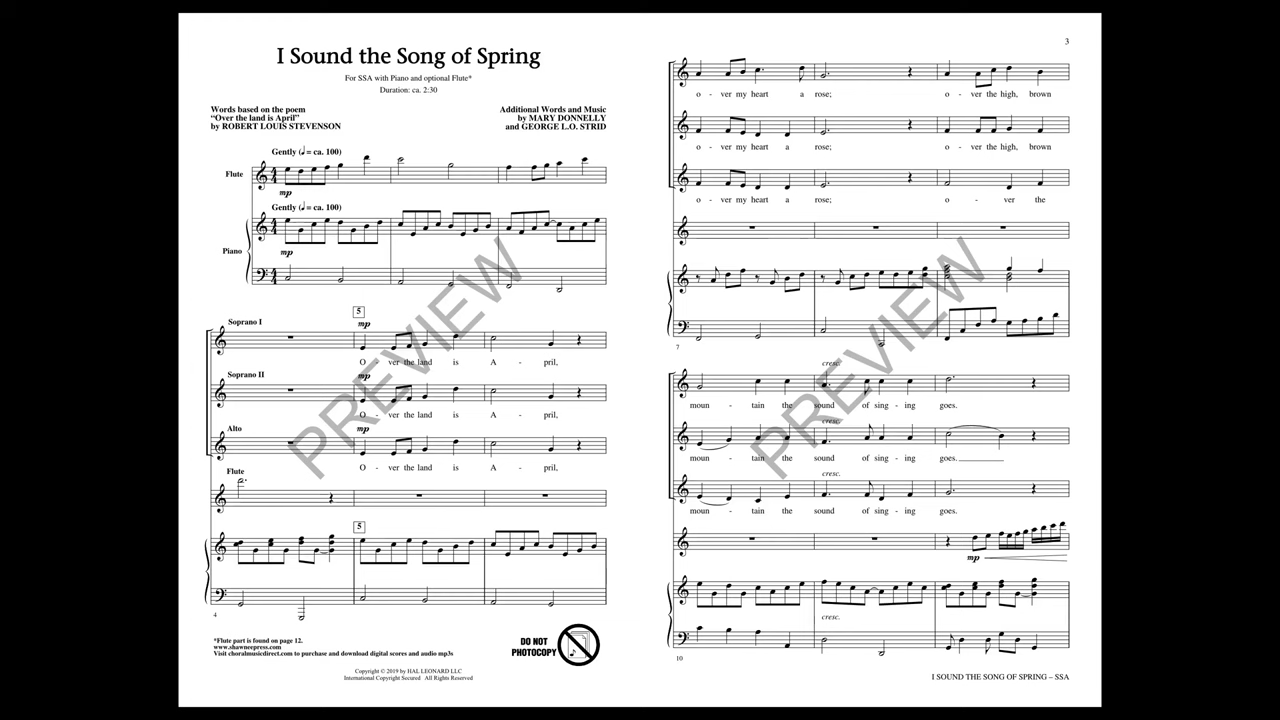 I Sound the Song of Spring
For SSA with Piano and optional Flute*
Duration: ca. 2:30
Words based on the poem
“Over the land is April”
by ROBERT LOUIS STEVENSON
Additional Words and Music
by MARY DONNELLY
and GEORGE L.O. STRID
Gently (♩ = ca. 100)
Flute
mp
Gently (♩ = ca. 100)
Piano
mp
5
Soprano I
mp
O - ver the land is A - pril,
Soprano II
mp
O - ver the land is A - pril,
Alto
mp
O - ver the land is A - pril,
Flute
5
4
*Flute part is found on page 12.
www.shawneepress.com
Visit choralmusicdirect.com to purchase and download digital scores and audio mp3s
DO NOT
PHOTOCOPY
Copyright © 2019 by HAL LEONARD LLC
International Copyright Secured All Rights Reserved
PREVIEW
3
o - ver my heart a rose; o - ver the high, brown
o - ver my heart a rose; o - ver the high, brown
o - ver my heart a rose; o - ver the
7
cresc.
moun - tain the sound of sing - ing goes.
cresc.
moun - tain the sound of sing - ing goes.
cresc.
moun - tain the sound of sing - ing goes.
mp
cresc.
10
PREVIEW
I SOUND THE SONG OF SPRING – SSA